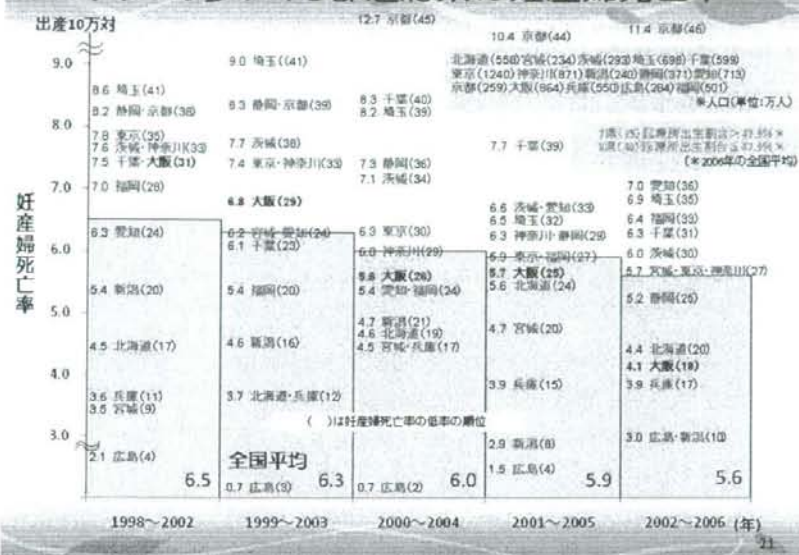 出産10万対
12.7 京都(45)
10.4 京都(44)
11.4 京都(46)
9.0
8.0
7.0
6.0
5.0
4.0
3.0
妊産婦死亡率
北海道(558)宮城(234)茨城(293)埼玉(698)千葉(599)
東京(1240)神奈川(871)新潟(240)静岡(371)愛知(713)
京都(259)大阪(864)兵庫(550)広島(284)福岡(501)
※人口(単位:万人)
(*2006年の全国平均)
8.6 埼玉(41)
8.2 静岡・京都(38)
7.8 東京(35)
7.6 茨城・神奈川(33)
7.5 千葉・大阪(31)
7.0 福岡(28)
6.3 愛知(24)
5.4 新潟(20)
4.5 北海道(17)
3.6 兵庫(11)
3.5 宮城(9)
2.1 広島(4)
6.5
9.0 埼玉((41)
8.3 静岡・京都(39)
7.7 茨城(38)
7.4 東京・神奈川(33)
6.8 大阪(29)
6.2 宮城・愛知(24)
6.1 千葉(23)
5.4 福岡(20)
4.6 新潟(16)
3.7 北海道・兵庫(12)
( )は妊産婦死亡率の低率の順位
全国平均
0.7 広島(3)
6.3
8.3 千葉(40)
8.2 埼玉(39)
7.3 静岡(36)
7.1 茨城(34)
6.3 東京(30)
6.0 神奈川(29)
5.6 大阪(26)
5.4 愛知・福岡(24)
4.7 新潟(21)
4.6 北海道(19)
4.5 宮城・兵庫(17)
0.7 広島(2)
6.0
7.7 千葉(39)
6.6 茨城・愛知(33)
6.5 埼玉(32)
6.3 神奈川・静岡(29)
5.9 東京・福岡(27)
5.7 大阪(25)
5.6 北海道(24)
4.7 宮城(20)
3.9 兵庫(15)
2.9 新潟(8)
1.5 広島(4)
5.9
7.0 愛知(36)
6.9 埼玉(35)
6.4 福岡(33)
6.3 千葉(31)
6.0 茨城(30)
5.7 宮城・東京・神奈川(27)
5.2 静岡(25)
4.4 北海道(20)
4.1 大阪(18)
3.9 兵庫(17)
3.0 広島・新潟(10)
5.6
1998～2002
1999～2003
2000～2004
2001～2005
2002～2006 (年)
21